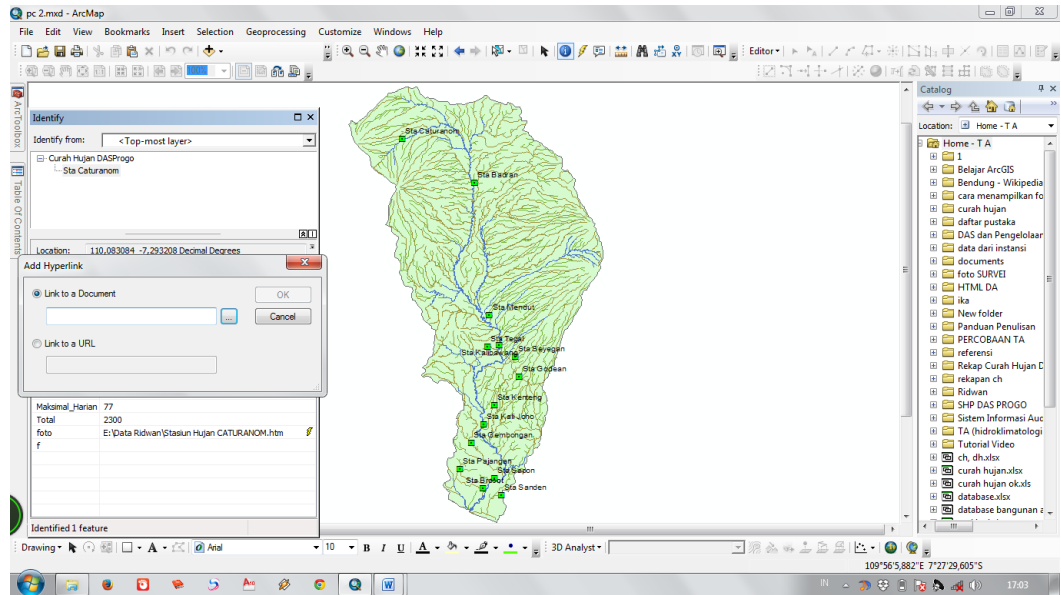 pc 2.mxd - ArcMap
File Edit View Bookmarks Insert Selection Geoprocessing Customize Windows Help
Editor
ArcToolbox
Table Of Contents
Identify
Identify from: <Top-most layer>
Curah Hujan DASProgo
Sta Caturanom
Location: 110,083084 -7,293208 Decimal Degrees
Add Hyperlink
Link to a Document
OK
...
Cancel
Link to a URL
Maksimal_Harian 77
Total 2300
foto E:\Data Ridwan\Stasiun Hujan CATURANOM.htm
f
Identified 1 feature
Sta Caturanom
Sta Badran
Sta Mendut
Sta Tegal
Sta Kalibawang
Sta Seyegan
Sta Godean
Sta Kenteng
Sta Kali Joho
Sta Gembongan
Sta Pajangan
Sta Sapon
Sta Brosot
Sta Sanden
Catalog
Location: Home - T A
Home - T A
1
Belajar ArcGIS
Bendung - Wikipedia
cara menampilkan fo
curah hujan
daftar pustaka
DAS dan Pengelolaar
data dari instansi
documents
foto SURVEI
HTML DA
ika
New folder
Panduan Penulisan
PERCOBAAN TA
referensi
Rekap Curah Hujan D
rekapan ch
Ridwan
SHP DAS PROGO
Sistem Informasi Auc
TA (hidroklimatologi
Tutorial Video
ch, dh.xlsx
curah hujan.xlsx
curah hujan ok.xls
database.xlsx
database bangunan a
Drawing A Arial 10 B I U A 3D Analyst
109°56'5,882"E 7°27'29,605"S
IN 17:03